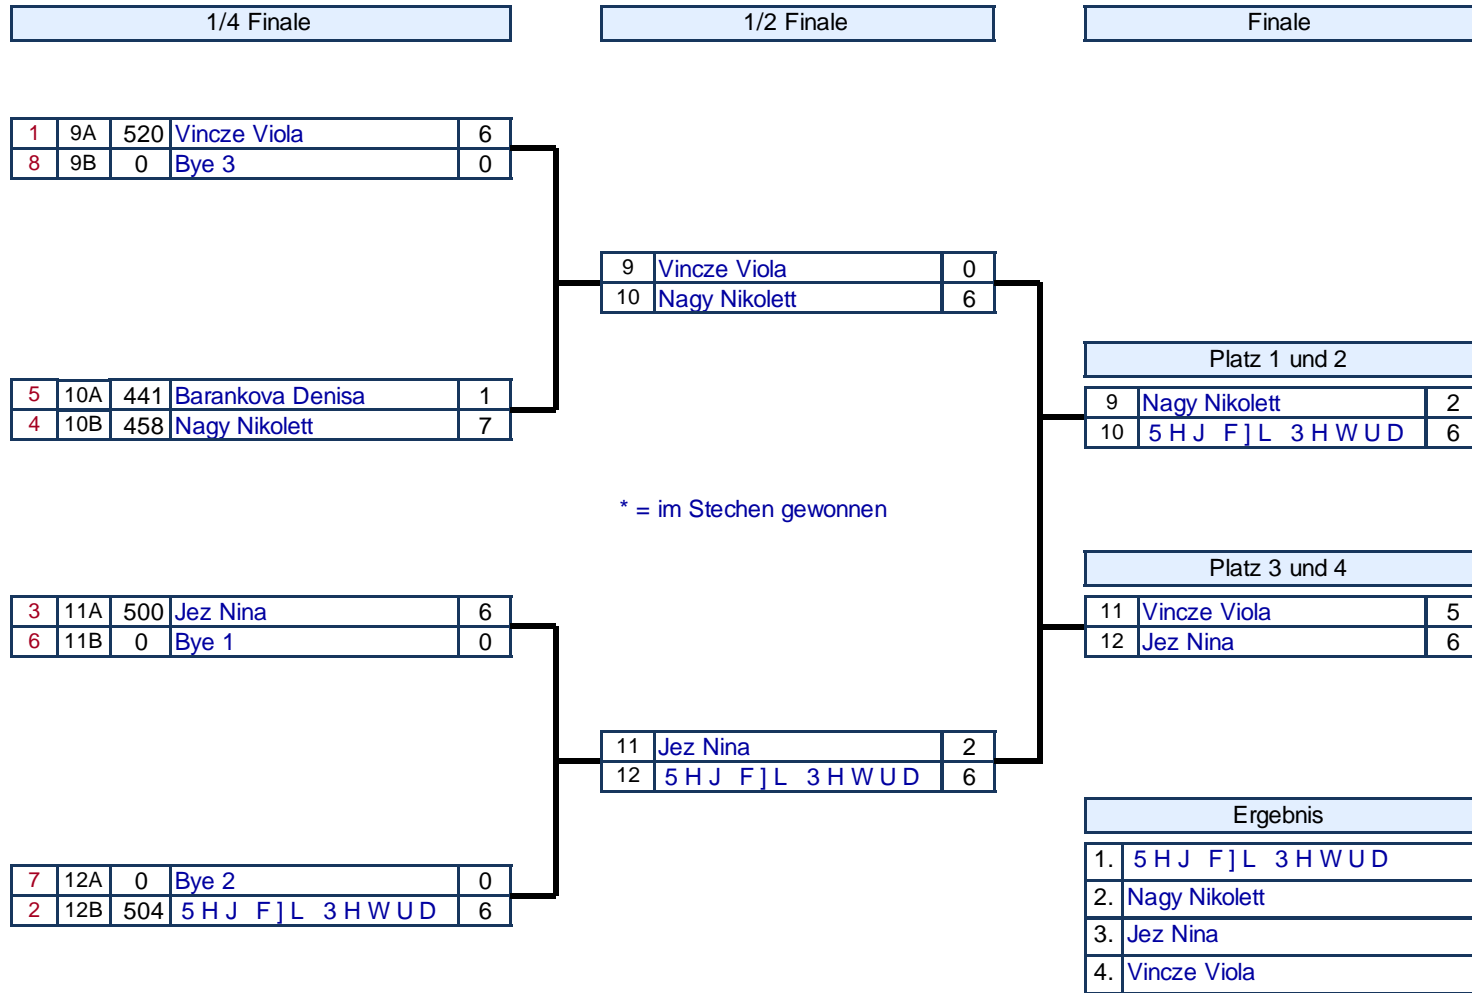 1/4 Finale
1/2 Finale
Finale
1 9A 520 Vincze Viola 6
8 9B 0 Bye 3 0
9 Vincze Viola 0
10 Nagy Nikolett 6
Platz 1 und 2
5 10A 441 Barankova Denisa 1
4 10B 458 Nagy Nikolett 7
9 Nagy Nikolett 2
10 5 H J F ] L 3 H W U D 6
* = im Stechen gewonnen
Platz 3 und 4
3 11A 500 Jez Nina 6
6 11B 0 Bye 1 0
11 Vincze Viola 5
12 Jez Nina 6
11 Jez Nina 2
12 5 H J F ] L 3 H W U D 6
Ergebnis
7 12A 0 Bye 2 0
2 12B 504 5 H J F ] L 3 H W U D 6
1. 5 H J F ] L 3 H W U D
2. Nagy Nikolett
3. Jez Nina
4. Vincze Viola